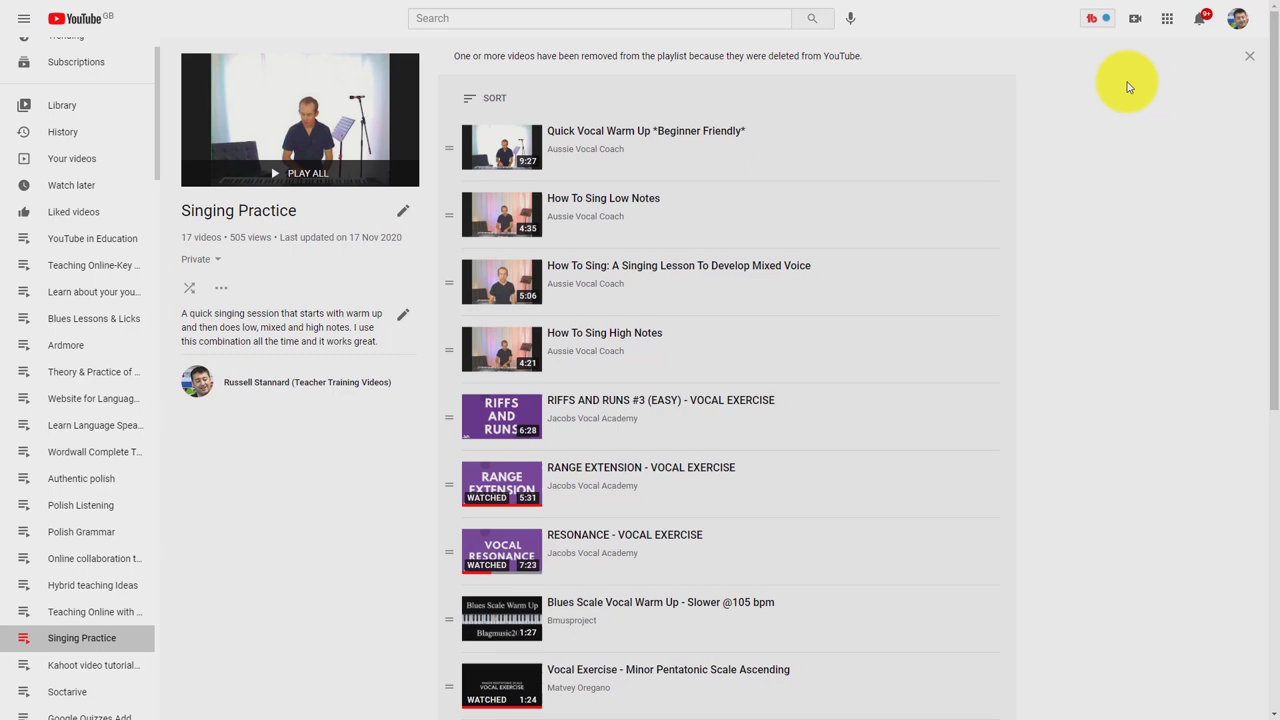 YouTube GB
Search
9+
Trending
Subscriptions
Library
History
Your videos
Watch later
Liked videos
YouTube in Education
Teaching Online-Key ...
Learn about your you...
Blues Lessons & Licks
Ardmore
Theory & Practice of ...
Website for Languag...
Learn Language Spea...
Wordwall Complete T...
Authentic polish
Polish Listening
Polish Grammar
Online collaboration t...
Hybrid teaching Ideas
Teaching Online with ...
Singing Practice
Kahoot video tutorial...
Soctarive
Google Quizzes Add
PLAY ALL
Singing Practice
17 videos • 505 views • Last updated on 17 Nov 2020
Private
A quick singing session that starts with warm up
and then does low, mixed and high notes. I use
this combination all the time and it works great.
Russell Stannard (Teacher Training Videos)
One or more videos have been removed from the playlist because they were deleted from YouTube.
SORT
Quick Vocal Warm Up *Beginner Friendly*
Aussie Vocal Coach
9:27
How To Sing Low Notes
Aussie Vocal Coach
4:35
How To Sing: A Singing Lesson To Develop Mixed Voice
Aussie Vocal Coach
5:06
How To Sing High Notes
Aussie Vocal Coach
4:21
RIFFS
AND
RUNS
6:28
RIFFS AND RUNS #3 (EASY) - VOCAL EXERCISE
Jacobs Vocal Academy
RANGE
EXTENSION
WATCHED 5:31
RANGE EXTENSION - VOCAL EXERCISE
Jacobs Vocal Academy
VOCAL
RESONANCE
WATCHED 7:23
RESONANCE - VOCAL EXERCISE
Jacobs Vocal Academy
Blues Scale Warm Up
1:27
Blues Scale Vocal Warm Up - Slower @105 bpm
Bmusproject
VOCAL EXERCISE
WATCHED 1:24
Vocal Exercise - Minor Pentatonic Scale Ascending
Matvey Oregano